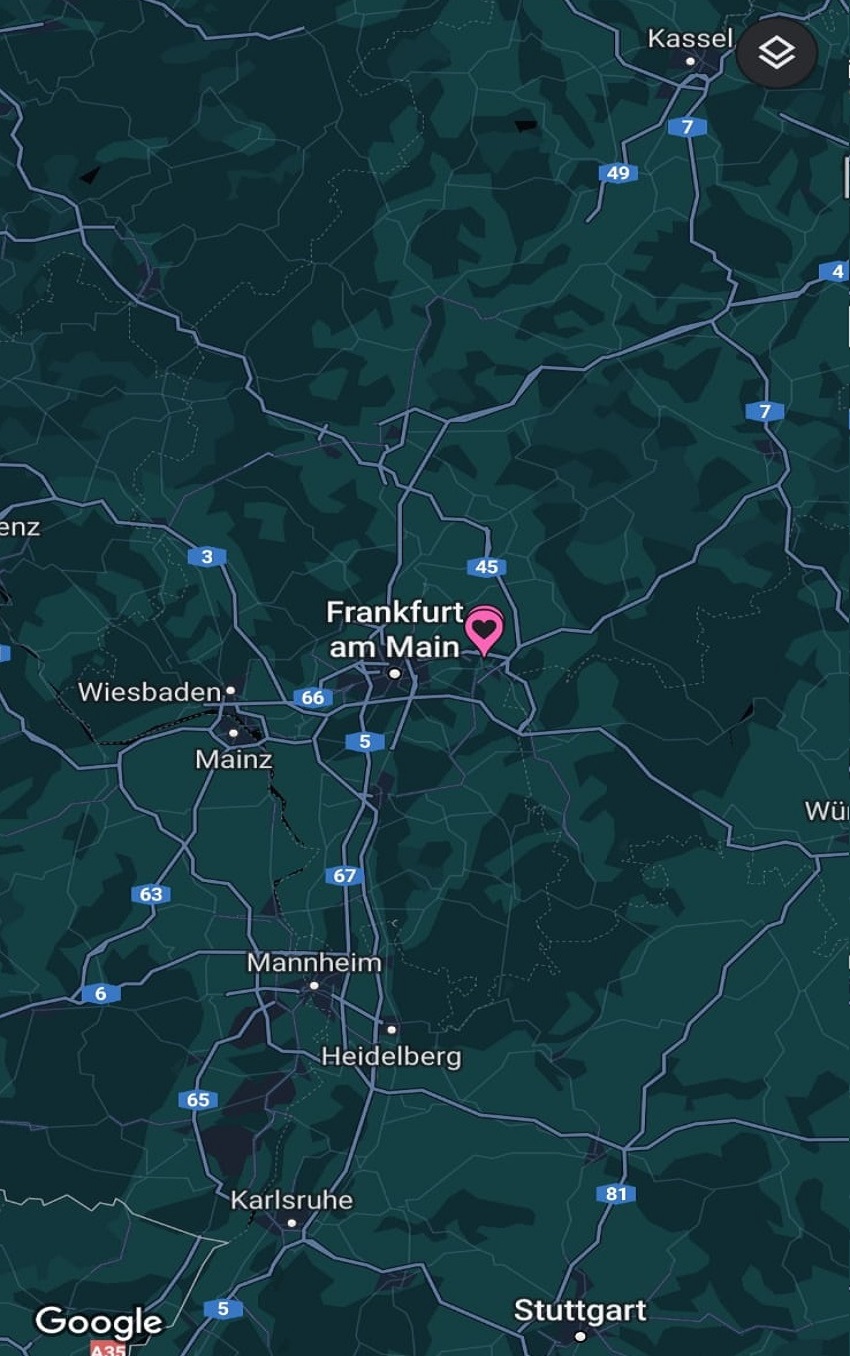 Kassel
7
49
4
7
enz
3
45
Frankfurt
am Main
Wiesbaden
66
5
Mainz
Wü
67
63
Mannheim
6
Heidelberg
65
Karlsruhe
81
5
Stuttgart
Google
A35